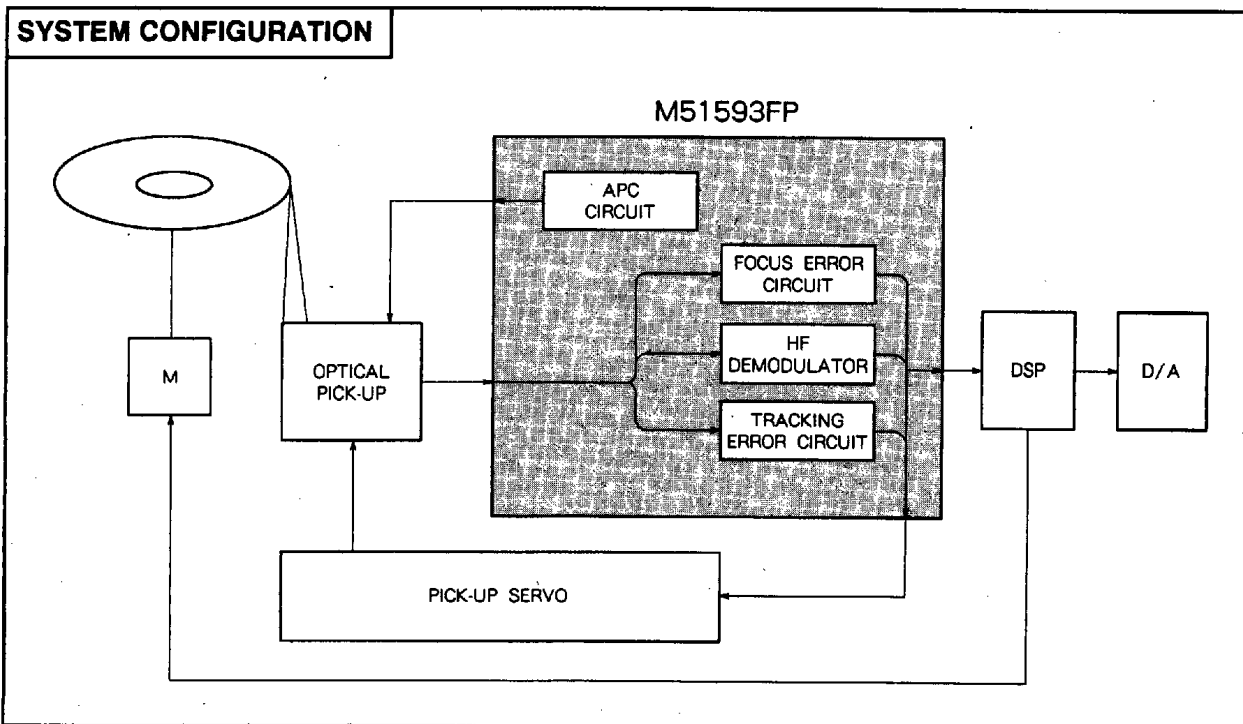 SYSTEM CONFIGURATION
M51593FP
APC
CIRCUIT
FOCUS ERROR
CIRCUIT
HF
DEMODULATOR
TRACKING
ERROR CIRCUIT
M
OPTICAL
PICK-UP
DSP
D/A
PICK-UP SERVO